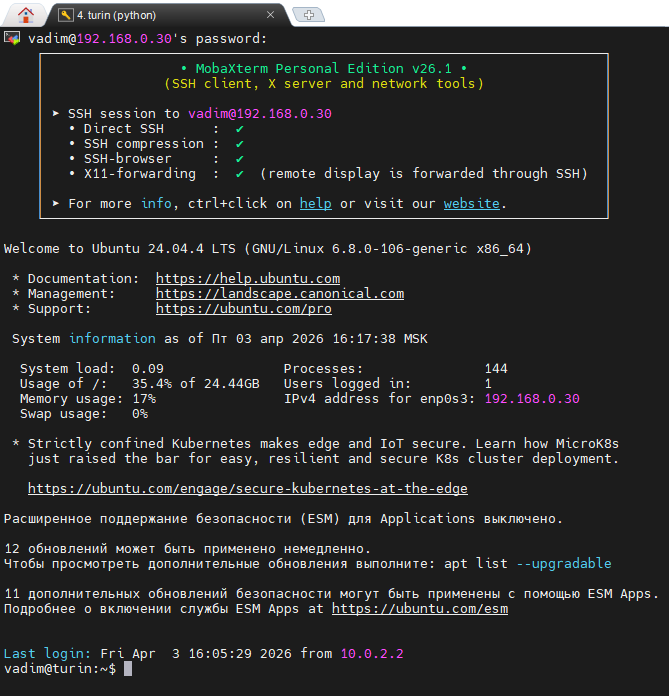 4. turin (python)
vadim@192.168.0.30's password:
• MobaXterm Personal Edition v26.1 •
(SSH client, X server and network tools)
➤ SSH session to vadim@192.168.0.30
• Direct SSH : ✔
• SSH compression : ✔
• SSH-browser : ✔
• X11-forwarding : ✔ (remote display is forwarded through SSH)
➤ For more info, ctrl+click on help or visit our website.
Welcome to Ubuntu 24.04.4 LTS (GNU/Linux 6.8.0-106-generic x86_64)
* Documentation: https://help.ubuntu.com
* Management: https://landscape.canonical.com
* Support: https://ubuntu.com/pro
System information as of Пт 03 апр 2026 16:17:38 MSK
System load: 0.09 Processes: 144
Usage of /: 35.4% of 24.44GB Users logged in: 1
Memory usage: 17% IPv4 address for enp0s3: 192.168.0.30
Swap usage: 0%
* Strictly confined Kubernetes makes edge and IoT secure. Learn how MicroK8s
just raised the bar for easy, resilient and secure K8s cluster deployment.
https://ubuntu.com/engage/secure-kubernetes-at-the-edge
Расширенное поддержание безопасности (ESM) для Applications выключено.
12 обновлений может быть применено немедленно.
Чтобы просмотреть дополнительные обновления выполните: apt list --upgradable
11 дополнительных обновлений безопасности могут быть применены с помощью ESM Apps.
Подробнее о включении службы ESM Apps at https://ubuntu.com/esm
Last login: Fri Apr 3 16:05:29 2026 from 10.0.2.2
vadim@turin:~$